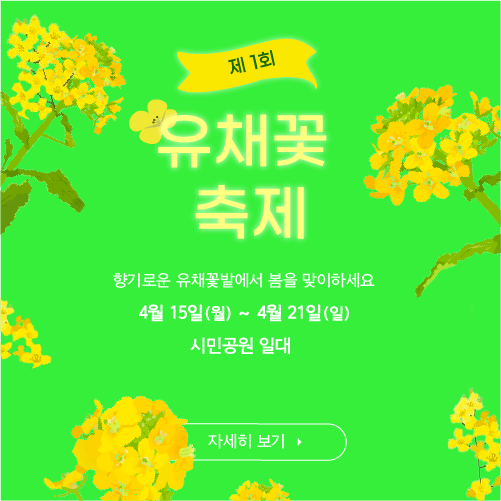 제 1회
유채꽃
축제
향기로운 유채꽃밭에서 봄을 맞이하세요
4월 15일(월) ~ 4월 21일(일)
시민공원 일대
자세히 보기